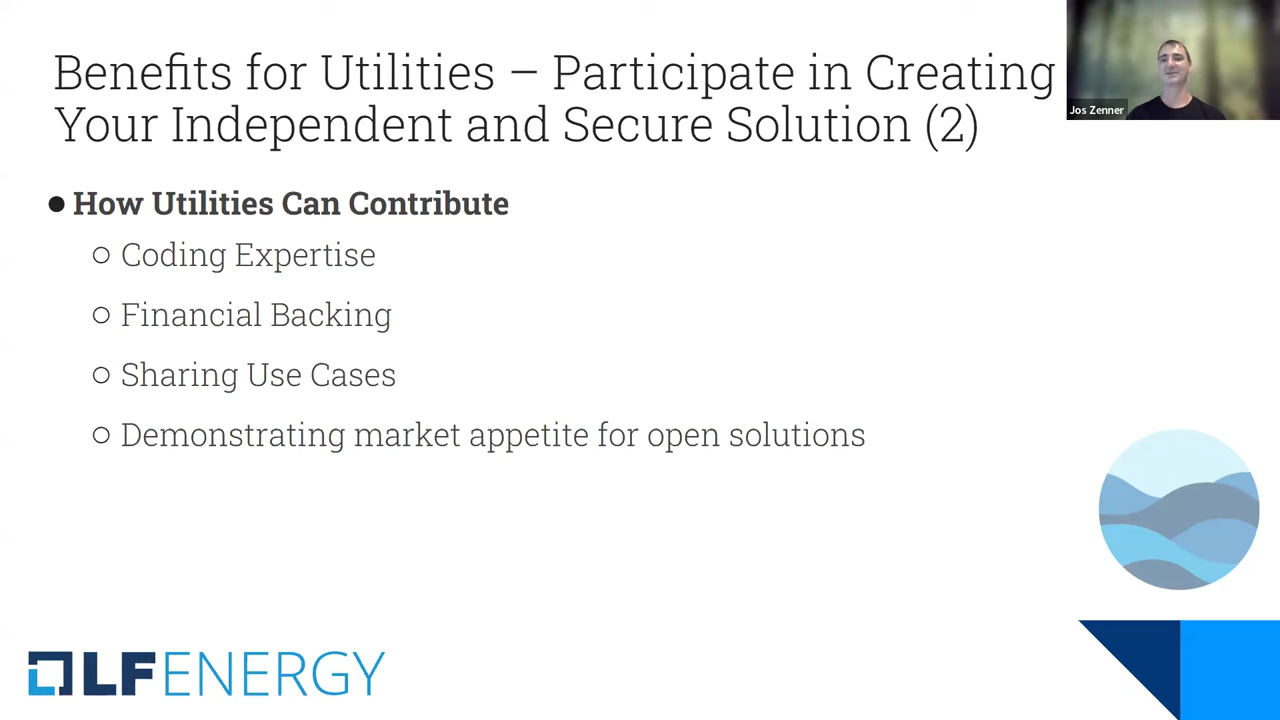 Benefits for Utilities – Participate in Creating
Your Independent and Secure Solution (2)
Jos Zenner
● How Utilities Can Contribute
○ Coding Expertise
○ Financial Backing
○ Sharing Use Cases
○ Demonstrating market appetite for open solutions
LFENERGY